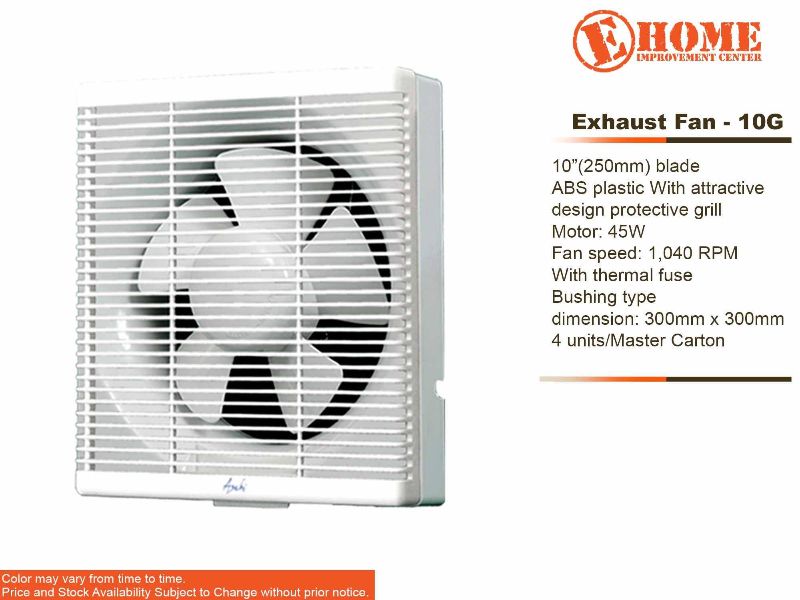 E HOME
IMPROVEMENT CENTER
Exhaust Fan - 10G
10”(250mm) blade
ABS plastic With attractive
design protective grill
Motor: 45W
Fan speed: 1,040 RPM
With thermal fuse
Bushing type
dimension: 300mm x 300mm
4 units/Master Carton
Asahi
Color may vary from time to time.
Price and Stock Availability Subject to Change without prior notice.